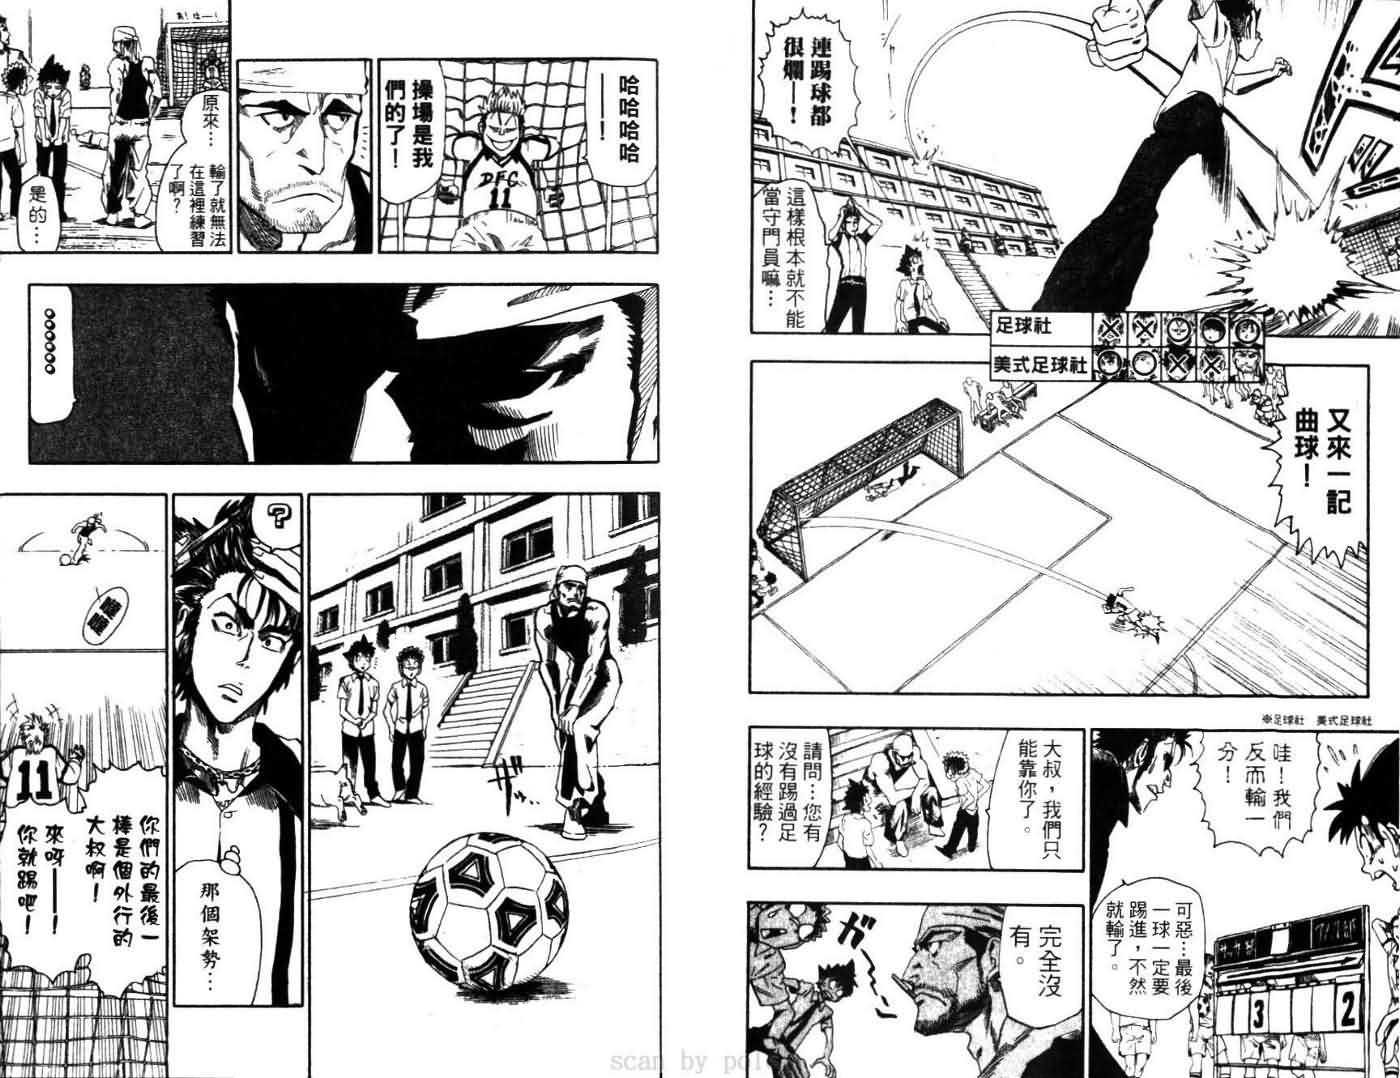 連踢球都
很爛──！
這樣根本就不能
當守門員嘛…
足球社
美式足球社
又來一記
曲球！
※足球社　美式足球社
哇！我們
反而輸一
分！
可惡…最後
一球一定要
踢進，不然
就輸了。
3
2
大叔，我們只
能靠你了。
請問…您有
沒有踢過足
球的經驗？
完全沒
有。
哈哈哈哈
──！
操場是我
們的了！
DFC
11
原來…
輸了就無法
在這裡練習
了啊？
是的…
……
？
那個架勢…
11
你們的最後一
棒是個外行的
大叔啊！
來呀──！
你就踢吧！
scan by